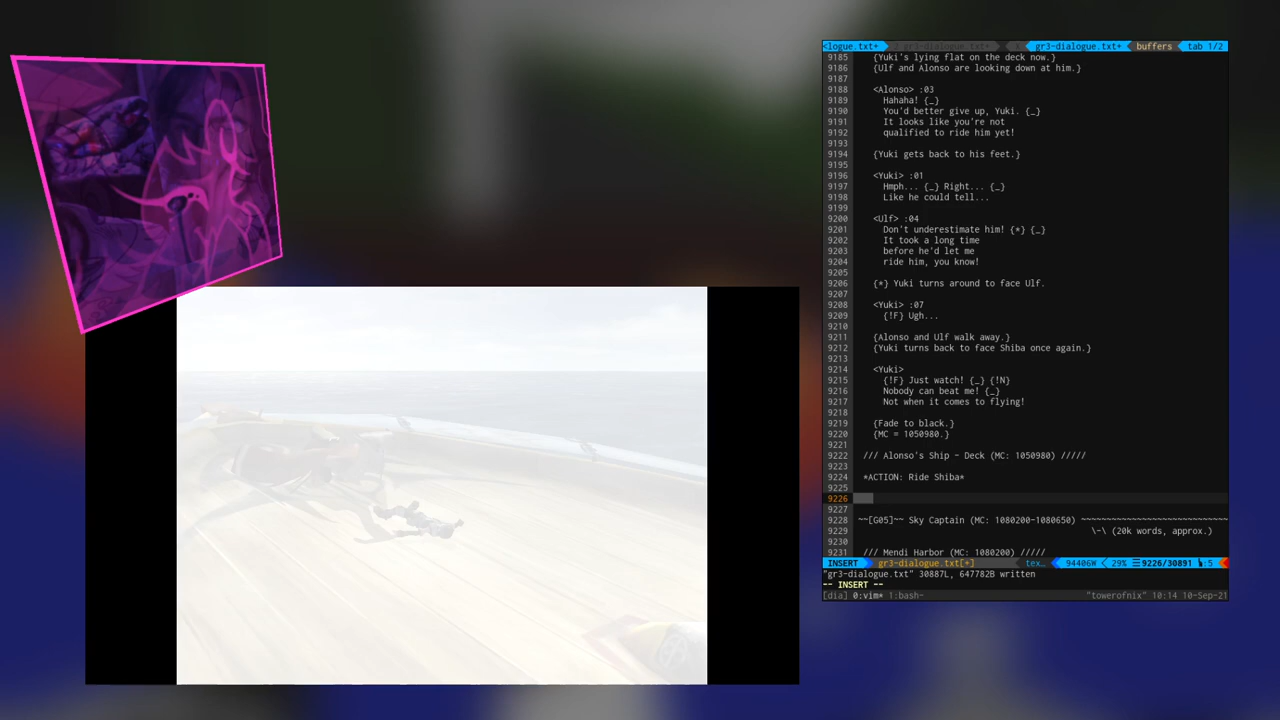 <logue.txt+ gr3-dialogue.txt+ buffers tab 1/2
9185 {Yuki's lying flat on the deck now.}
9186 {Ulf and Alonso are looking down at him.}
9187
9188 <Alonso> :03
9189 Hahaha! {_}
9190 You'd better give up, Yuki. {_}
9191 It looks like you're not
9192 qualified to ride him yet!
9193
9194 {Yuki gets back to his feet.}
9195
9196 <Yuki> :01
9197 Hmph... {_} Right... {_}
9198 Like he could tell...
9199
9200 <Ulf> :04
9201 Don't underestimate him! {*} {_}
9202 It took a long time
9203 before he'd let me
9204 ride him, you know!
9205
9206 {*} Yuki turns around to face Ulf.
9207
9208 <Yuki> :07
9209 {!F} Ugh...
9210
9211 {Alonso and Ulf walk away.}
9212 {Yuki turns back to face Shiba once again.}
9213
9214 <Yuki>
9215 {!F} Just watch! {_} {!N}
9216 Nobody can beat me! {_}
9217 Not when it comes to flying!
9218
9219 {Fade to black.}
9220 {MC = 1050980.}
9221
9222 /// Alonso's Ship - Deck (MC: 1050980) /////
9223
9224 *ACTION: Ride Shiba*
9225
9226
9227
9228 ~~[G05]~~ Sky Captain (MC: 1080200-1080650) ~~~~~~~~~~~~~~~~~~~~~~~~~~~~
9229 \-\ (20k words, approx.)
9230
9231 /// Mendi Harbor (MC: 1080200) /////
INSERT gr3-dialogue.txt[+] tex… 94406W 29% 9226/30891 :5
"gr3-dialogue.txt" 30887L, 647782B written
-- INSERT --
[dia] 0:vim* 1:bash- "towerofnix" 10:14 10-Sep-21